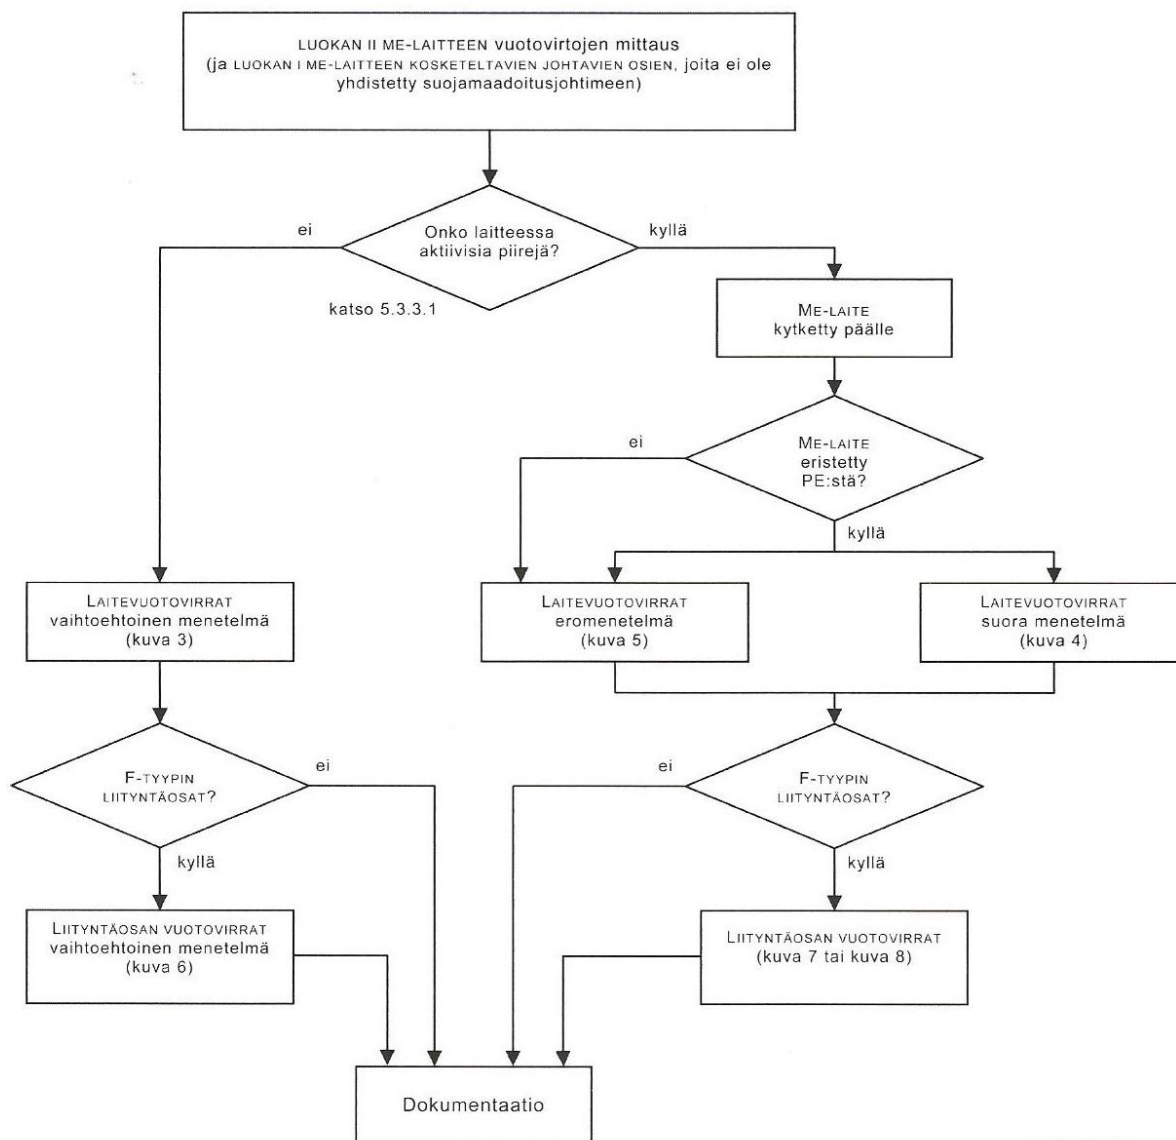 LUOKAN II ME-LAITTEEN vuotovirtojen mittaus
(ja LUOKAN I ME-LAITTEEN KOSKETELTAVIEN JOHTAVIEN OSIEN, joita ei ole
yhdistetty suojamaadoitusjohtimeen)
Onko laitteessa
aktiivisia piirejä?
ei
kyllä
katso 5.3.3.1
ME-LAITE
kytketty päälle
ME-LAITE
eristetty
PE:stä?
ei
kyllä
LAITEVUOTOVIRRAT
vaihtoehtoinen menetelmä
(kuva 3)
LAITEVUOTOVIRRAT
eromenetelmä
(kuva 5)
LAITEVUOTOVIRRAT
suora menetelmä
(kuva 4)
F-TYYPIN
LIITYNTÄOSAT?
ei
kyllä
F-TYYPIN
LIITYNTÄOSAT?
ei
kyllä
LIITYNTÄOSAN VUOTOVIRRAT
vaihtoehtoinen menetelmä
(kuva 6)
LIITYNTÄOSAN VUOTOVIRRAT
(kuva 7 tai kuva 8)
Dokumentaatio